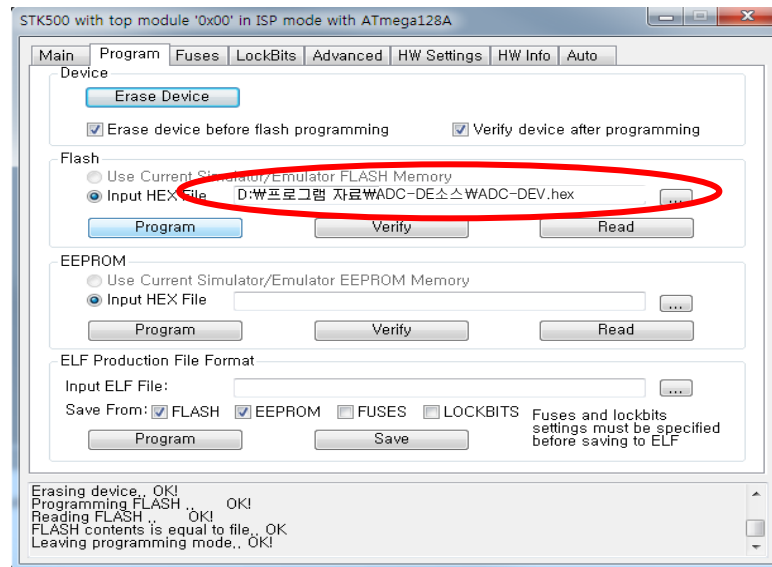 STK500 with top module '0x00' in ISP mode with ATmega128A
Main Program Fuses LockBits Advanced HW Settings HW Info Auto
Device
Erase Device
Erase device before flash programming Verify device after programming
Flash
Use Current Simulator/Emulator FLASH Memory
Input HEX File D:₩프로그램 자료₩ADC-DE소스₩ADC-DEV.hex ...
Program Verify Read
EEPROM
Use Current Simulator/Emulator EEPROM Memory
Input HEX File ...
Program Verify Read
ELF Production File Format
Input ELF File: ...
Save From: FLASH EEPROM FUSES LOCKBITS Fuses and lockbits
settings must be specified
Program Save before saving to ELF
Erasing device.. OK!
Programming FLASH .. OK!
Reading FLASH .. OK!
FLASH contents is equal to file.. OK
Leaving programming mode.. OK!